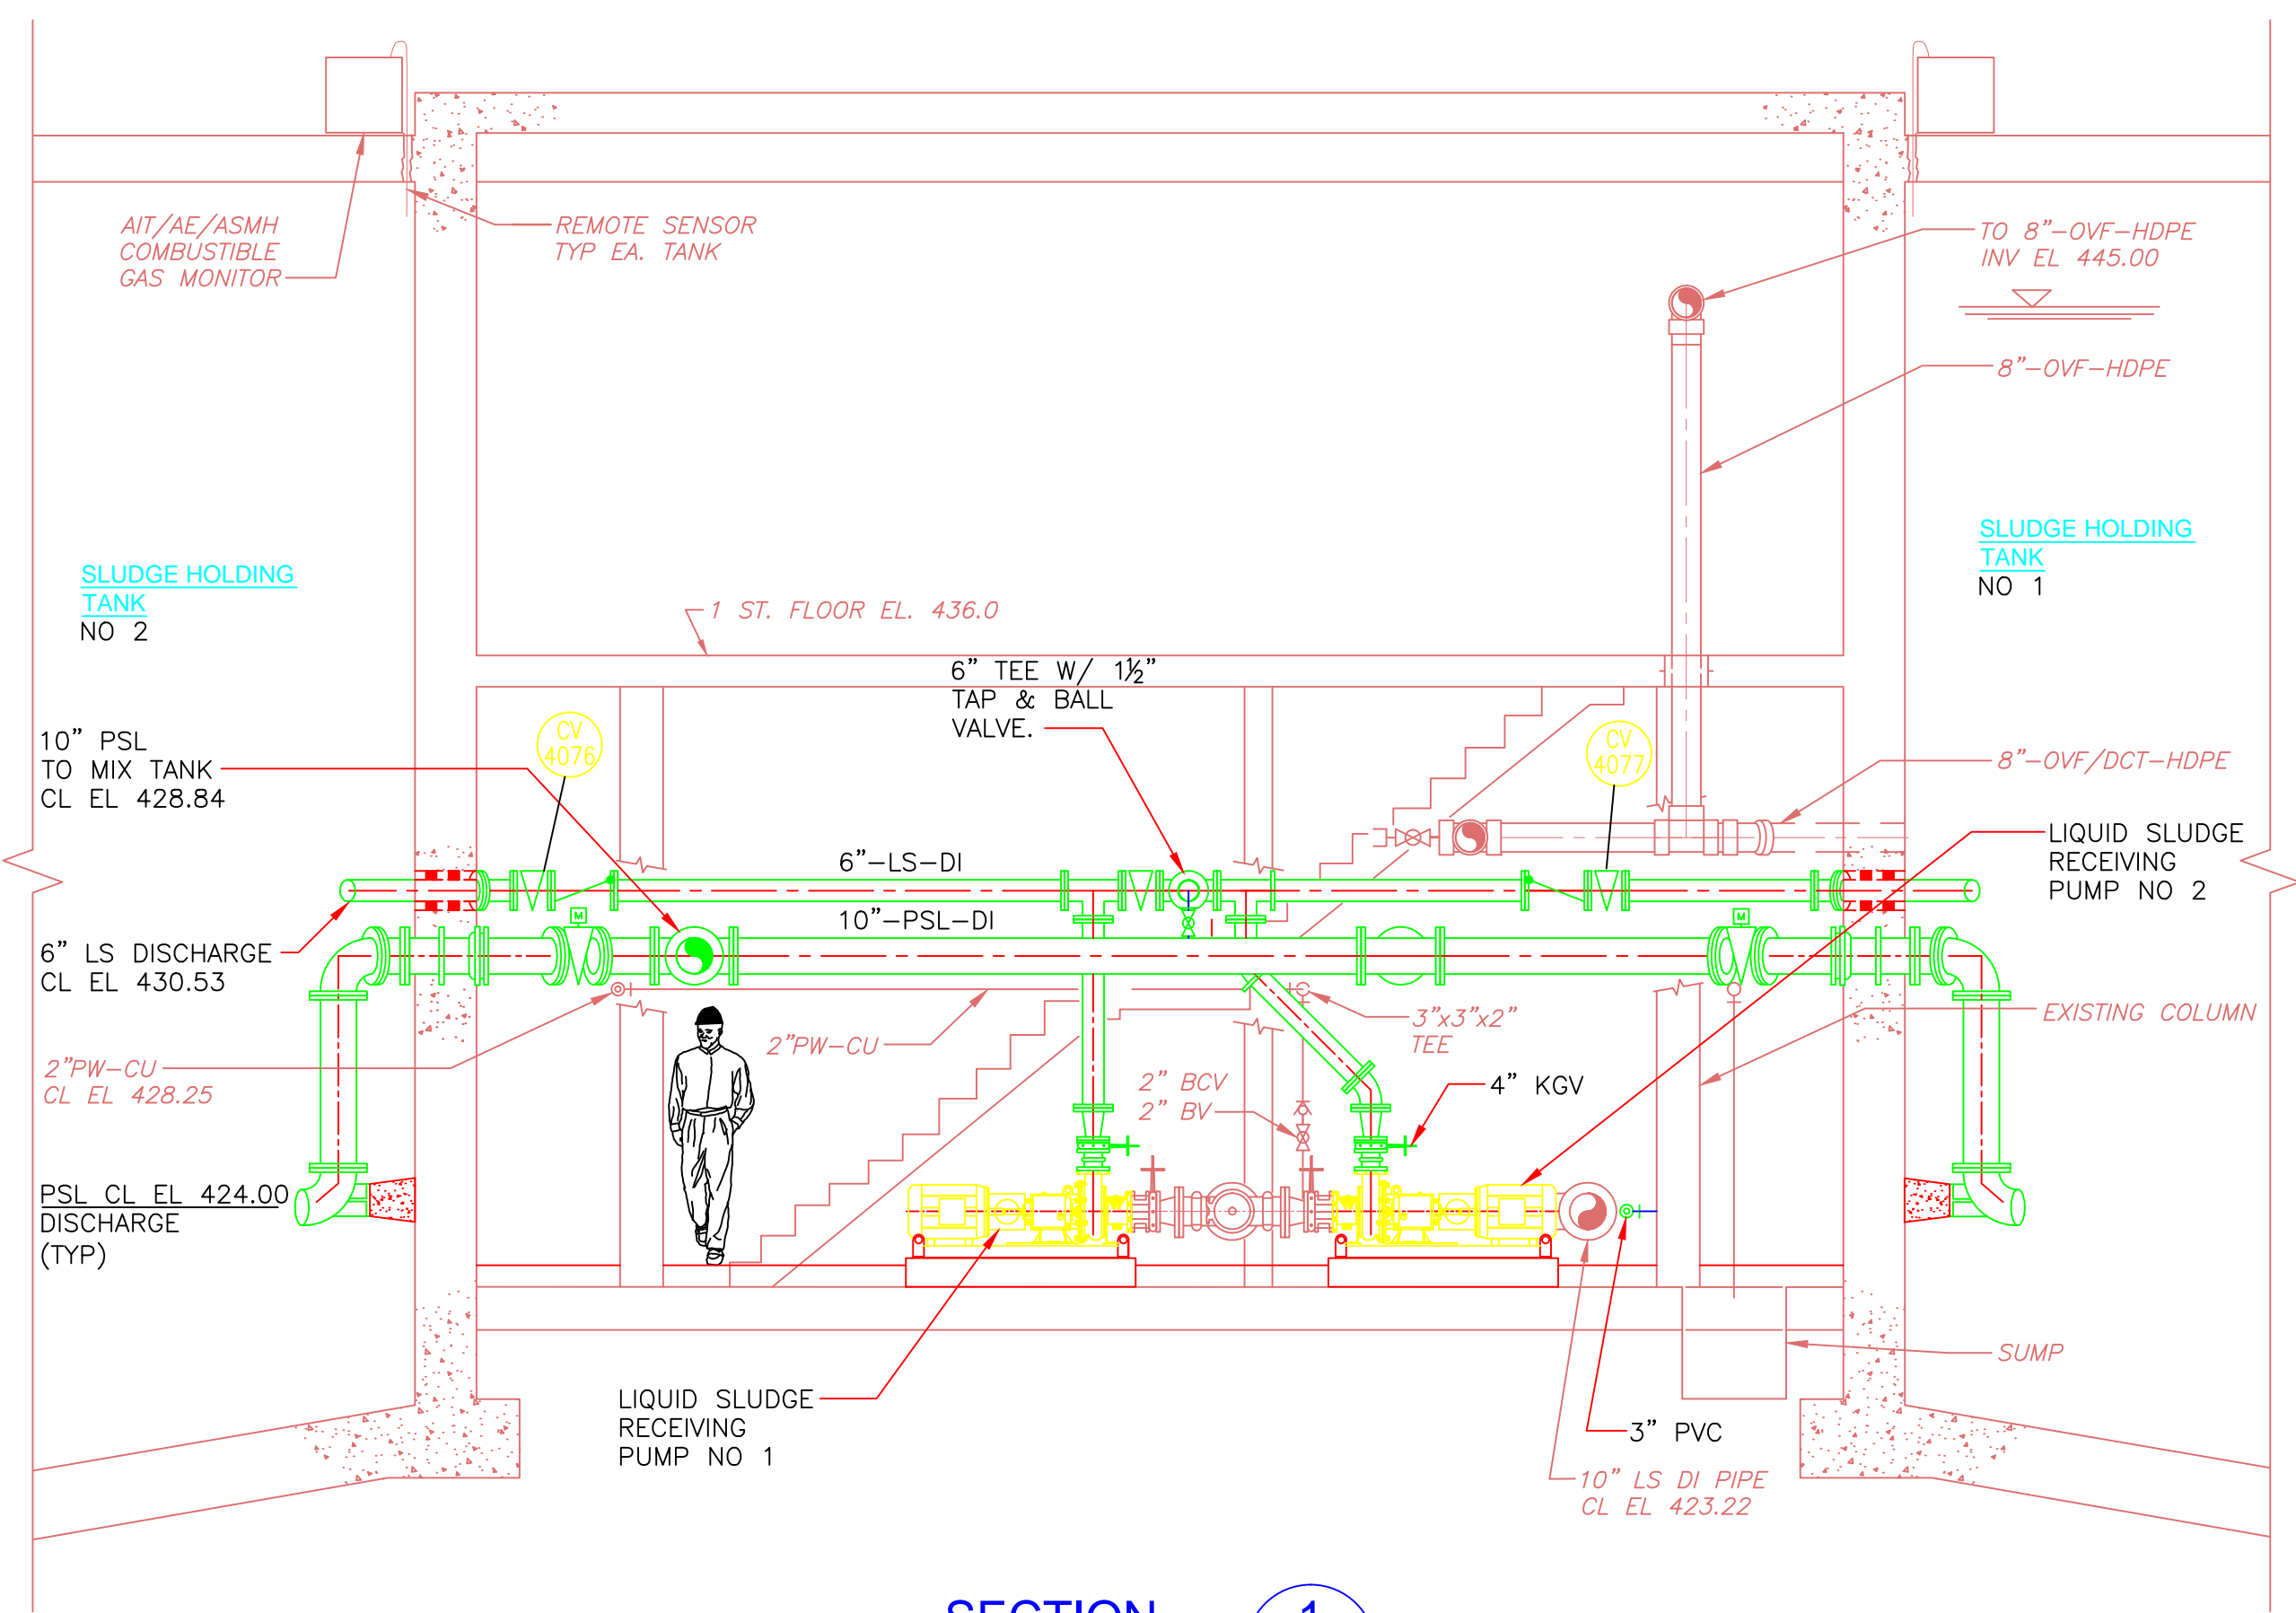 AIT/AE/ASMH
COMBUSTIBLE
GAS MONITOR
REMOTE SENSOR
TYP EA. TANK
TO 8"-OVF-HDPE
INV EL 445.00
8"-OVF-HDPE
SLUDGE HOLDING
TANK
NO 2
SLUDGE HOLDING
TANK
NO 1
1 ST. FLOOR EL. 436.0
6" TEE W/ 1½"
TAP & BALL
VALVE.
10" PSL
TO MIX TANK
CL EL 428.84
CV
4076
CV
4077
8"-OVF/DCT-HDPE
LIQUID SLUDGE
RECEIVING
PUMP NO 2
6"-LS-DI
10"-PSL-DI
M
M
6" LS DISCHARGE
CL EL 430.53
2"PW-CU
CL EL 428.25
2"PW-CU
3"x3"x2"
TEE
EXISTING COLUMN
2" BCV
2" BV
4" KGV
PSL CL EL 424.00
DISCHARGE
(TYP)
LIQUID SLUDGE
RECEIVING
PUMP NO 1
SUMP
3" PVC
10" LS DI PIPE
CL EL 423.22
SECTION
1